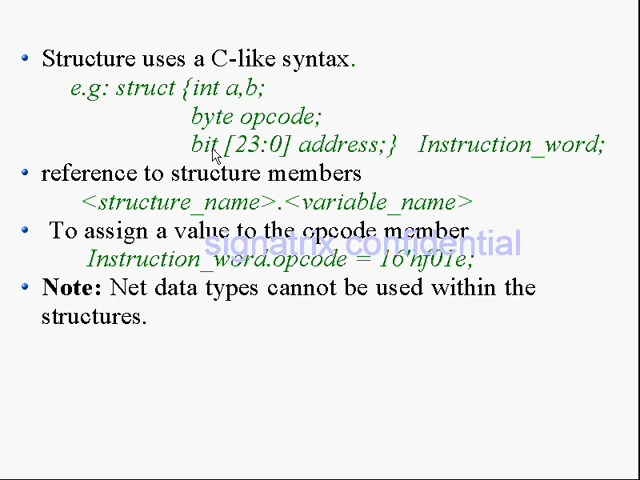 Structure uses a C-like syntax.
e.g: struct {int a,b;
byte opcode;
bit [23:0] address;} Instruction_word;
reference to structure members
<structure_name>.<variable_name>
To assign a value to the opcode member
signatrix confidential
Instruction_word.opcode = 16'hf01e;
Note: Net data types cannot be used within the
structures.